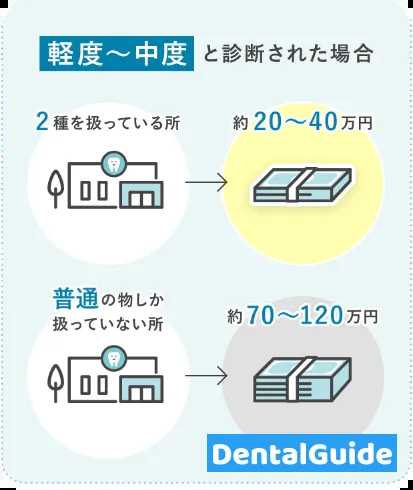 軽度〜中度と診断された場合
2種を扱っている所
約20〜40万円
普通の物しか
扱っていない所
約70〜120万円
DentalGuide